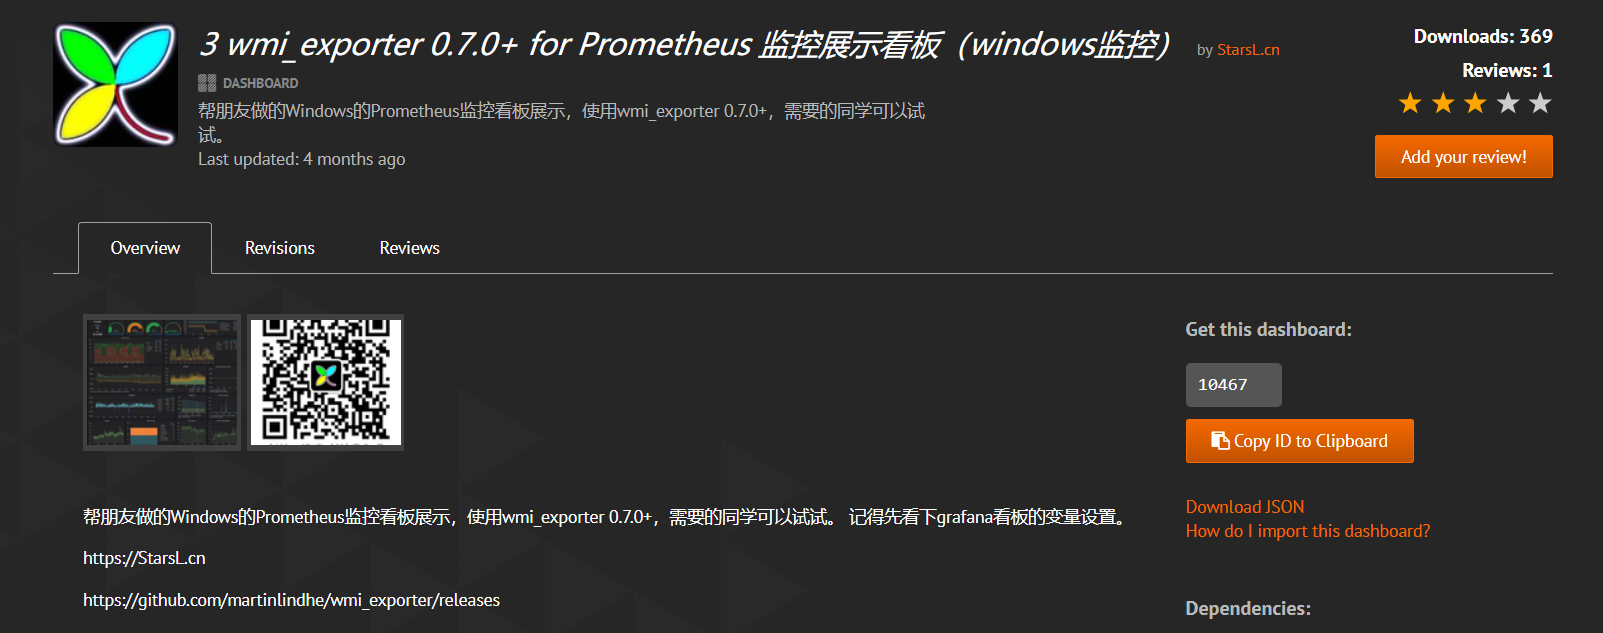 3 wmi_exporter 0.7.0+ for Prometheus 监控展示看板（windows监控） by StarsL.cn
DASHBOARD
帮朋友做的Windows的Prometheus监控看板展示，使用wmi_exporter 0.7.0+，需要的同学可以试
试。
Last updated: 4 months ago
Downloads: 369
Reviews: 1
Add your review!
Overview
Revisions
Reviews
Get this dashboard:
10467
Copy ID to Clipboard
Download JSON
How do I import this dashboard?
Dependencies:
帮朋友做的Windows的Prometheus监控看板展示，使用wmi_exporter 0.7.0+，需要的同学可以试试。 记得先看下grafana看板的变量设置。
https://StarsL.cn
https://github.com/martinlindhe/wmi_exporter/releases